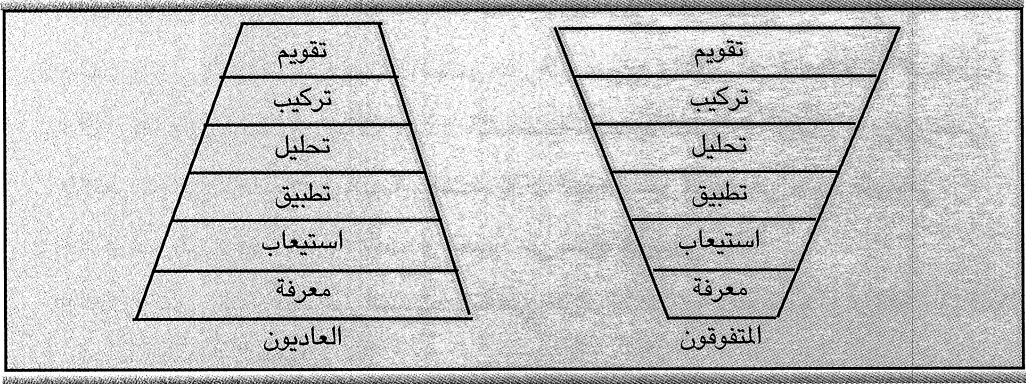 تقويم
تركيب
تحليل
تطبيق
استيعاب
معرفة
المتفوقون
تقويم
تركيب
تحليل
تطبيق
استيعاب
معرفة
العاديون